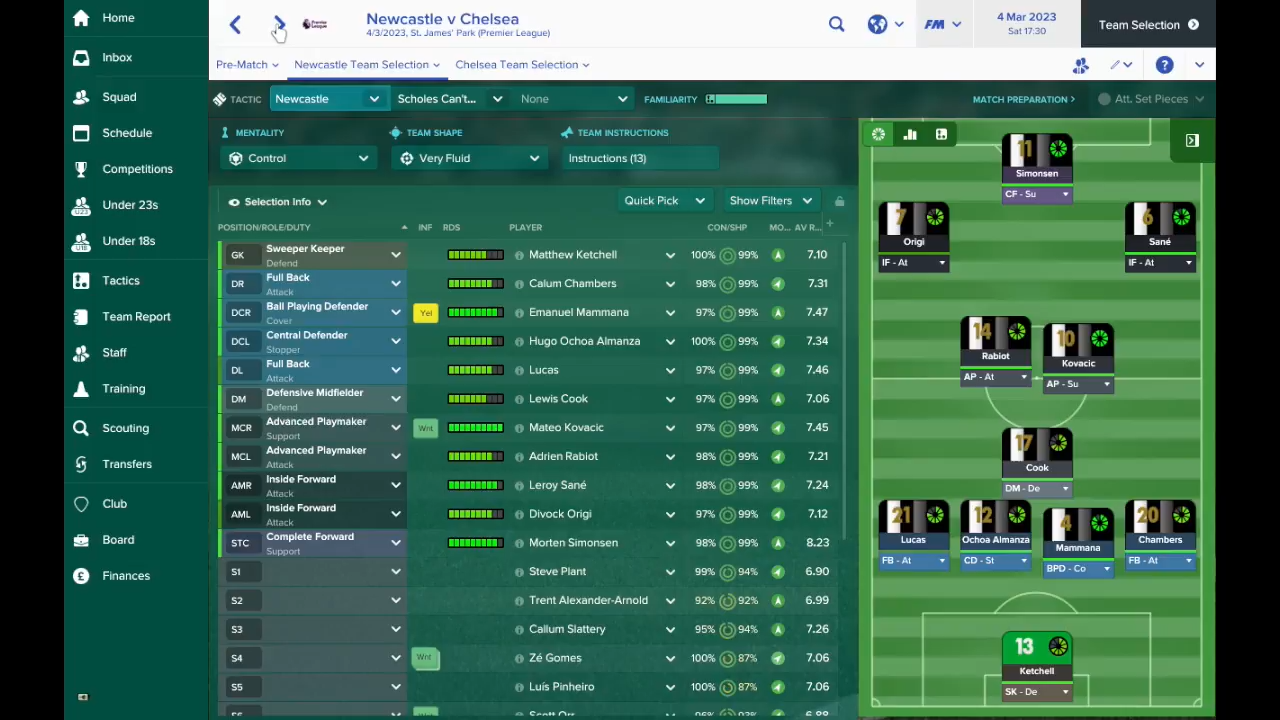 Home
Inbox
Squad
Schedule
Competitions
U23
Under 23s
U18
Under 18s
Tactics
Team Report
Staff
Training
Scouting
Transfers
Club
Board
£ Finances
Premier League
Newcastle v Chelsea
4/3/2023, St. James' Park (Premier League)
FM
4 Mar 2023
Sat 17:30
Team Selection
Pre-Match
Newcastle Team Selection
Chelsea Team Selection
?
TACTIC
Newcastle
Scholes Can't...
None
FAMILIARITY
MATCH PREPARATION >
Att. Set Pieces
MENTALITY
TEAM SHAPE
TEAM INSTRUCTIONS
Control
Very Fluid
Instructions (13)
Selection Info
Quick Pick
Show Filters
POSITION/ROLE/DUTY INF RDS PLAYER CON/SHP MO... AV R... +
GK Sweeper Keeper Defend Matthew Ketchell 100% 99% 7.10
DR Full Back Attack Calum Chambers 98% 99% 7.31
DCR Ball Playing Defender Cover Yel Emanuel Mammana 97% 99% 7.47
DCL Central Defender Stopper Hugo Ochoa Almanza 100% 99% 7.34
DL Full Back Attack Lucas 97% 99% 7.46
DM Defensive Midfielder Defend Lewis Cook 97% 99% 7.06
MCR Advanced Playmaker Support Wnt Mateo Kovacic 97% 99% 7.45
MCL Advanced Playmaker Attack Adrien Rabiot 98% 99% 7.21
AMR Inside Forward Attack Leroy Sané 98% 99% 7.24
AML Inside Forward Attack Divock Origi 98% 99% 7.12
STC Complete Forward Support Morten Simonsen 98% 99% 8.23
S1 Steve Plant 99% 94% 6.90
S2 Trent Alexander-Arnold 92% 92% 6.99
S3 Callum Slattery 95% 94% 7.26
S4 Wnt Zé Gomes 100% 87% 7.06
S5 Luís Pinheiro 100% 87% 7.06
S6 Wnt Scott Orr 96% 93% 6.88
11
Simonsen
CF - Su
7
Origi
IF - At
6
Sané
IF - At
14
Rabiot
AP - At
10
Kovacic
AP - Su
17
Cook
DM - De
21
Lucas
FB - At
12
Ochoa Almanza
CD - St
4
Mammana
BPD - Co
20
Chambers
FB - At
13
Ketchell
SK - De